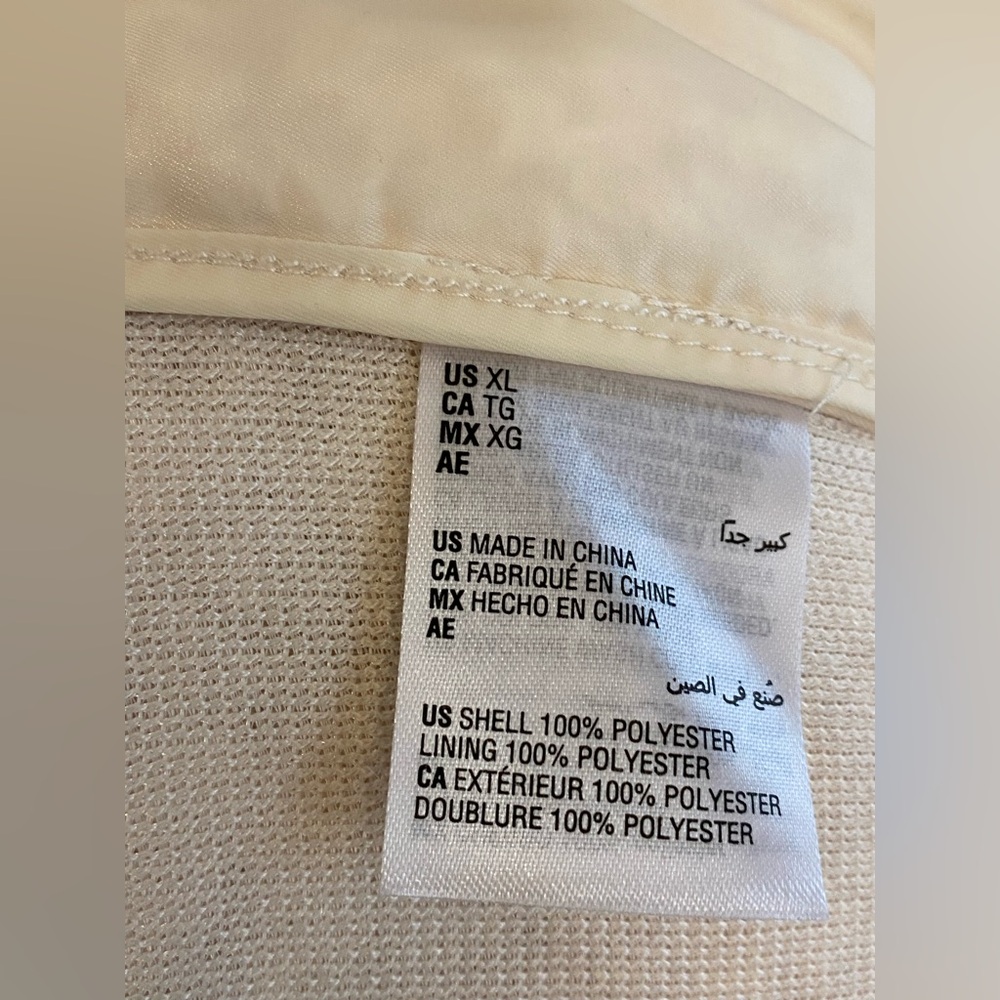 US XL
CA TG
MX XG
AE
كبير جداً
US MADE IN CHINA
CA FABRIQUÉ EN CHINE
MX HECHO EN CHINA
AE
صُنع في الصين
US SHELL 100% POLYESTER
LINING 100% POLYESTER
CA EXTÉRIEUR 100% POLYESTER
DOUBLURE 100% POLYESTER